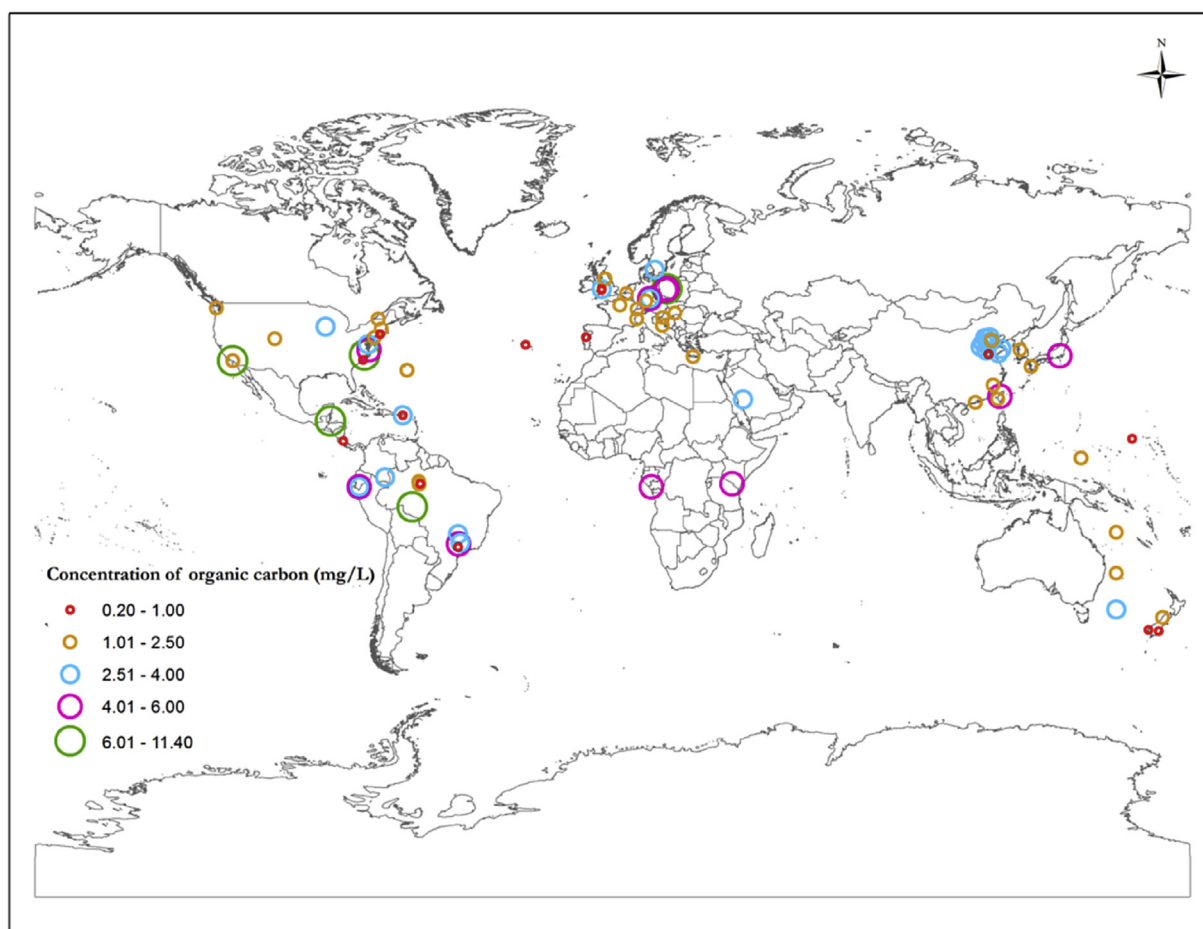 N
Concentration of organic carbon (mg/L)
0.20 - 1.00
1.01 - 2.50
2.51 - 4.00
4.01 - 6.00
6.01 - 11.40